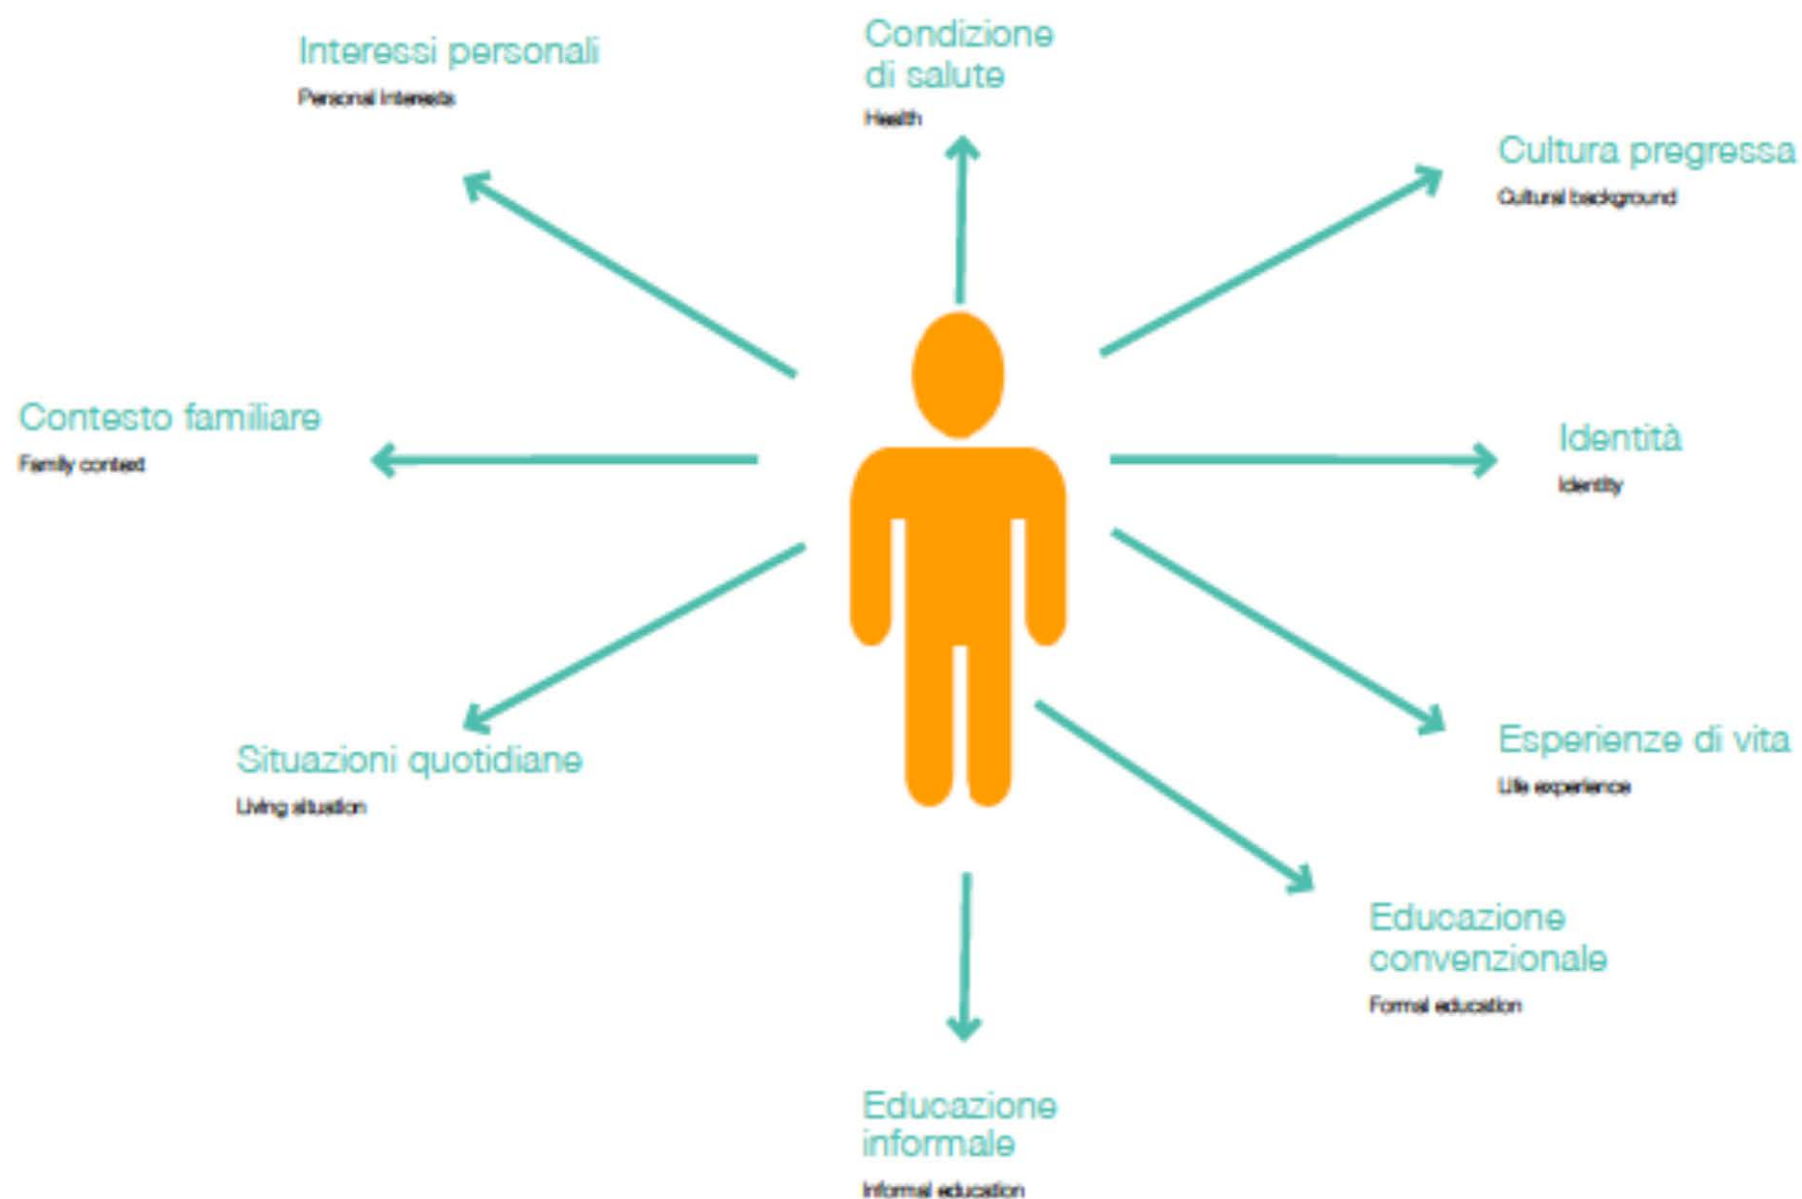 Interessi personali
Personal interests
Condizione
di salute
Health
Cultura pregressa
Cultural background
Contesto familiare
Family context
Identità
Identity
Situazioni quotidiane
Living situation
Esperienze di vita
Life experience
Educazione
convenzionale
Formal education
Educazione
informale
Informal education